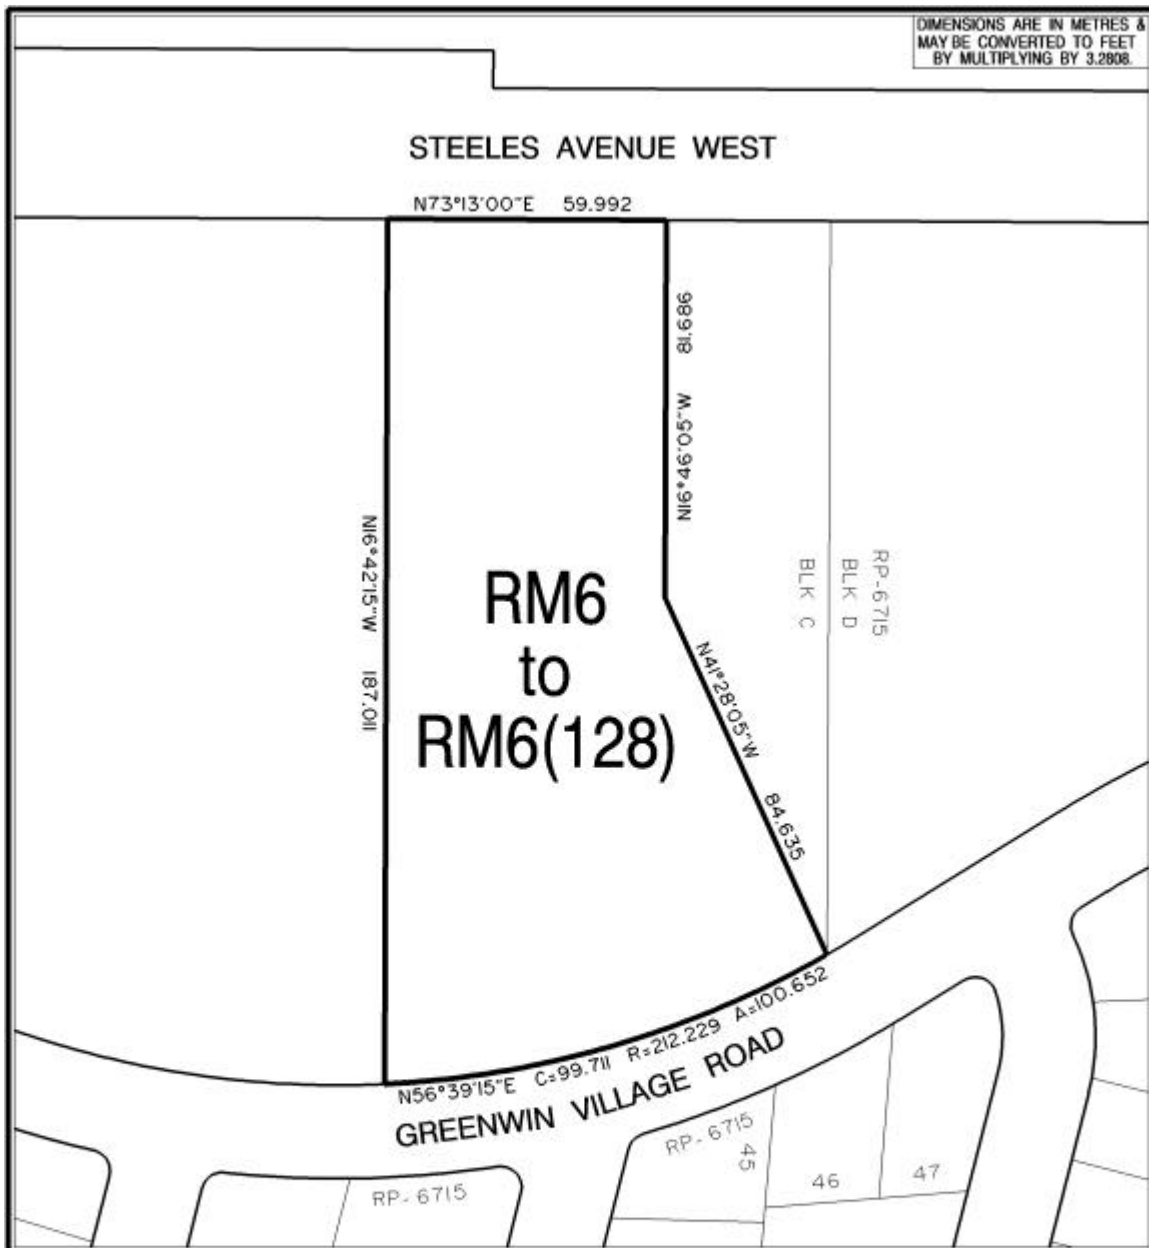 DIMENSIONS ARE IN METRES &
MAY BE CONVERTED TO FEET
BY MULTIPLYING BY 3.2808.
STEELES AVENUE WEST
N73°13'00"E 59.992
N16°46'05"W 81.686
N16°42'15"W 187.011
RM6
to
RM6(128)
BLK C
BLK D
RP-6715
N41°28'05"W 84.635
N56°39'15"E C=99.711 R=212.229 A=100.652
GREENWIN VILLAGE ROAD
RP-6715
45
46
47
RP-6715